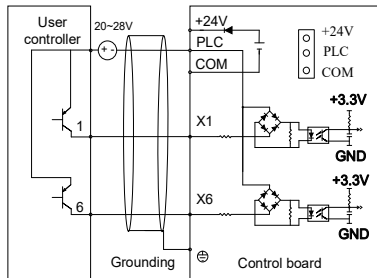 User
controller
20~28V
+24V
PLC
COM
+24V
PLC
COM
+3.3V
1
X1
GND
+3.3V
6
X6
GND
Grounding
Control board